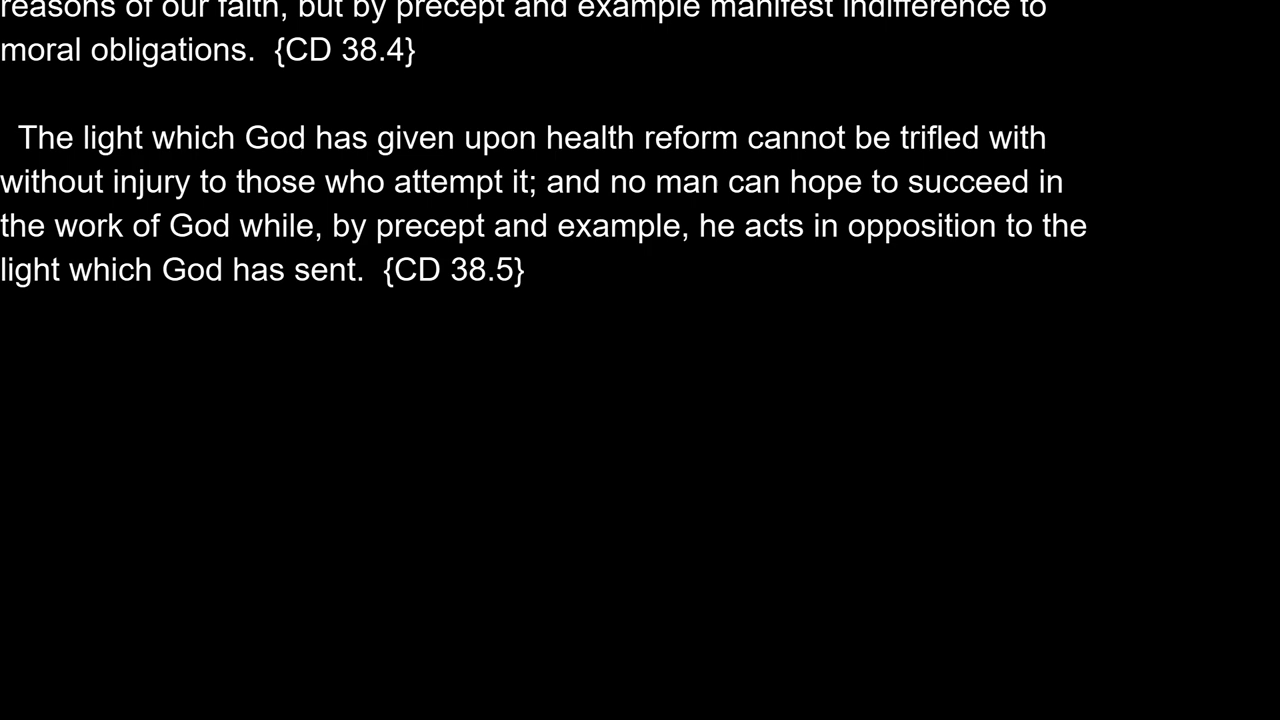 reasons of our faith, but by precept and example manifest indifference to
moral obligations.  {CD 38.4}
The light which God has given upon health reform cannot be trifled with
without injury to those who attempt it; and no man can hope to succeed in
the work of God while, by precept and example, he acts in opposition to the
light which God has sent.  {CD 38.5}